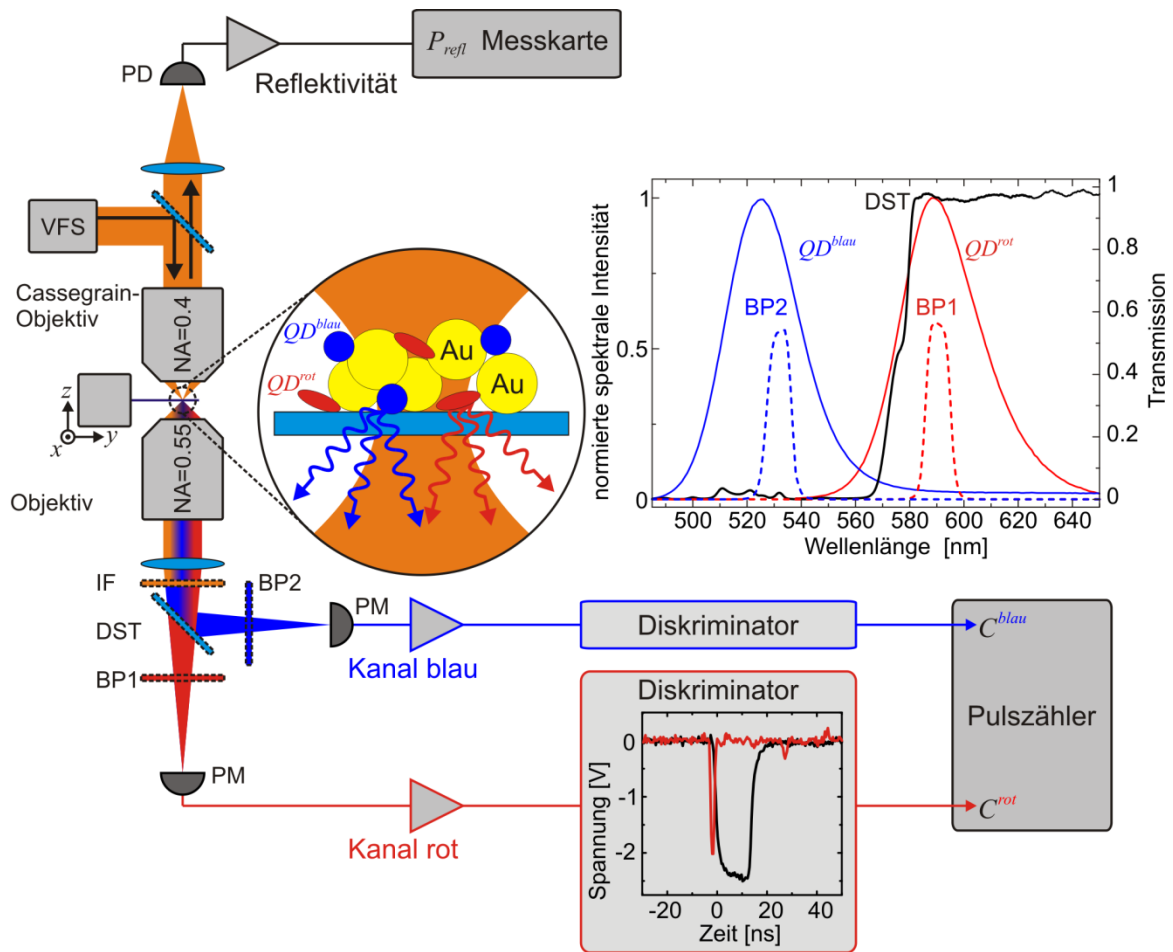 P_refl Messkarte
PD
Reflektivität
VFS
Cassegrain-
Objektiv
NA=0.4
z
x
y
NA=0.55
Objektiv
QD^blau
QD^rot
Au
Au
IF
DST
BP1
BP2
PM
PM
Kanal blau
Kanal rot
normierte spektrale Intensität
1
0.5
0
DST
QD^blau
QD^rot
BP2
BP1
1
0.8
0.6
0.4
0.2
0
Transmission
500 520 540 560 580 600 620 640
Wellenlänge [nm]
Diskriminator
Diskriminator
Spannung [V]
0
-1
-2
-20 0 20 40
Zeit [ns]
C^blau
Pulszähler
C^rot